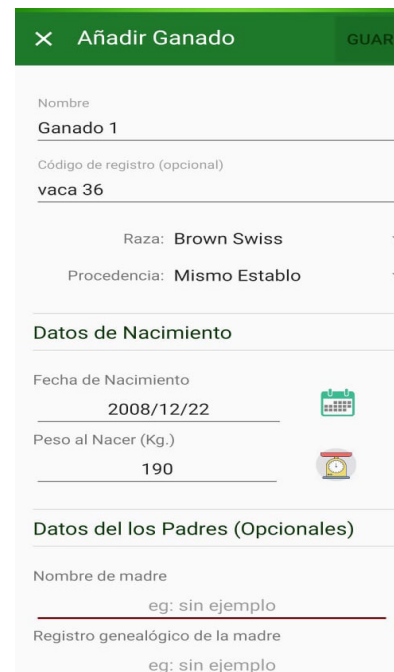 Añadir Ganado GUAR
Nombre
Ganado 1
Código de registro (opcional)
vaca 36
Raza: Brown Swiss
Procedencia: Mismo Establo
Datos de Nacimiento
Fecha de Nacimiento
2008/12/22
Peso al Nacer (Kg.)
190
Datos del los Padres (Opcionales)
Nombre de madre
eg: sin ejemplo
Registro genealógico de la madre
eg: sin ejemplo